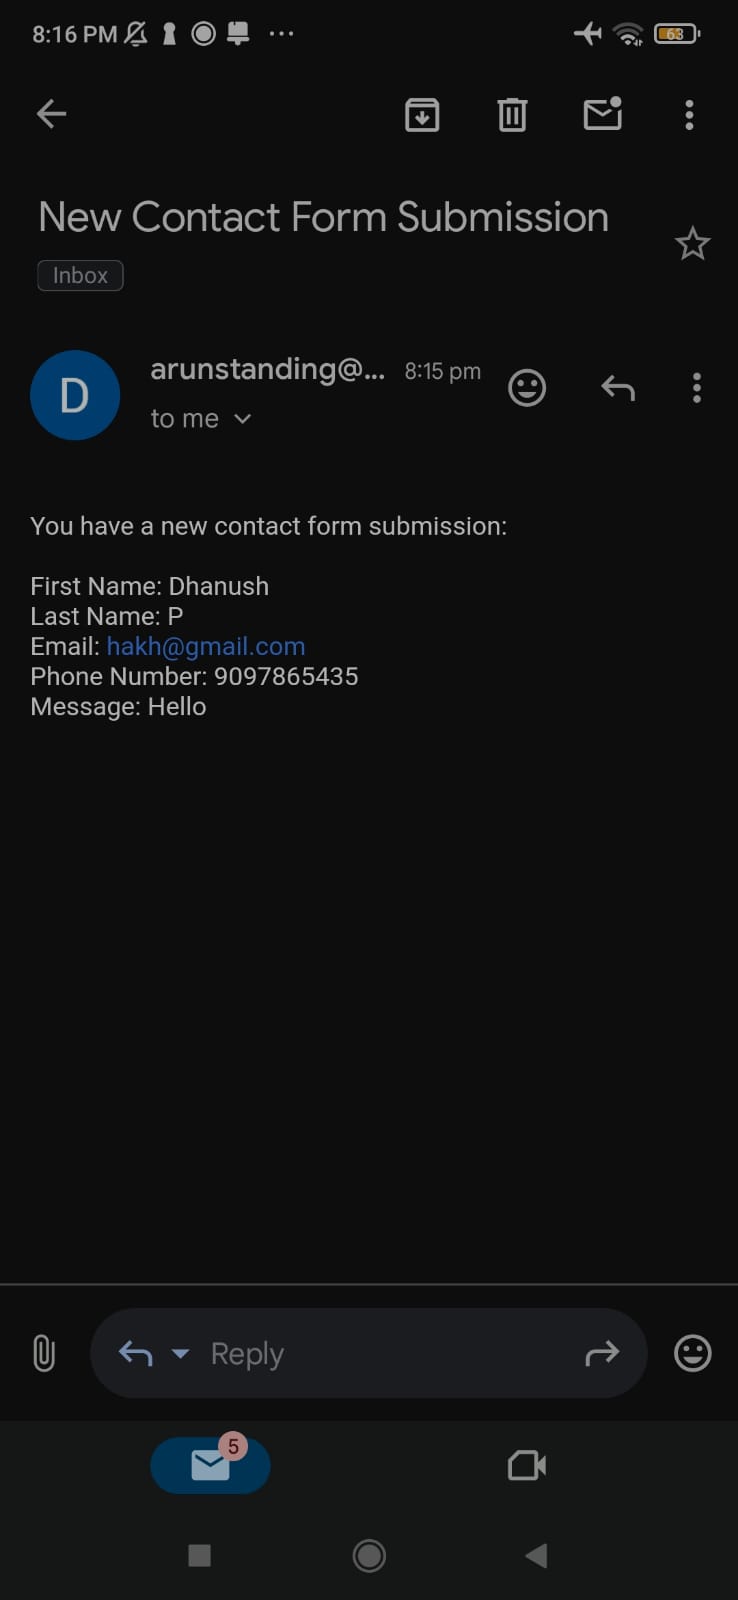 8:16 PM
63
New Contact Form Submission
Inbox
D
arunstanding@... 8:15 pm
to me
You have a new contact form submission:
First Name: Dhanush
Last Name: P
Email: hakh@gmail.com
Phone Number: 9097865435
Message: Hello
Reply
5